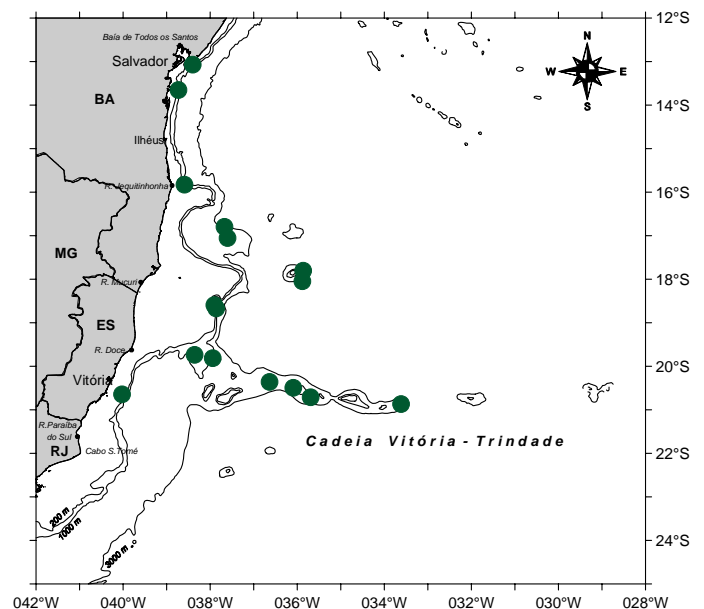 12°S
Baía de Todos os Santos
N
Salvador
W
E
S
BA
14°S
Ilhéus
R. Jequitinhonha
16°S
MG
18°S
R. Mucuri
ES
R. Doce
20°S
Vitória
R.Paraíba
do Sul
Cadeia Vitória - Trindade
RJ
Cabo S.Tomé
22°S
200 m
1000 m
3000 m
24°S
042°W
040°W
038°W
036°W
034°W
032°W
030°W
028°W